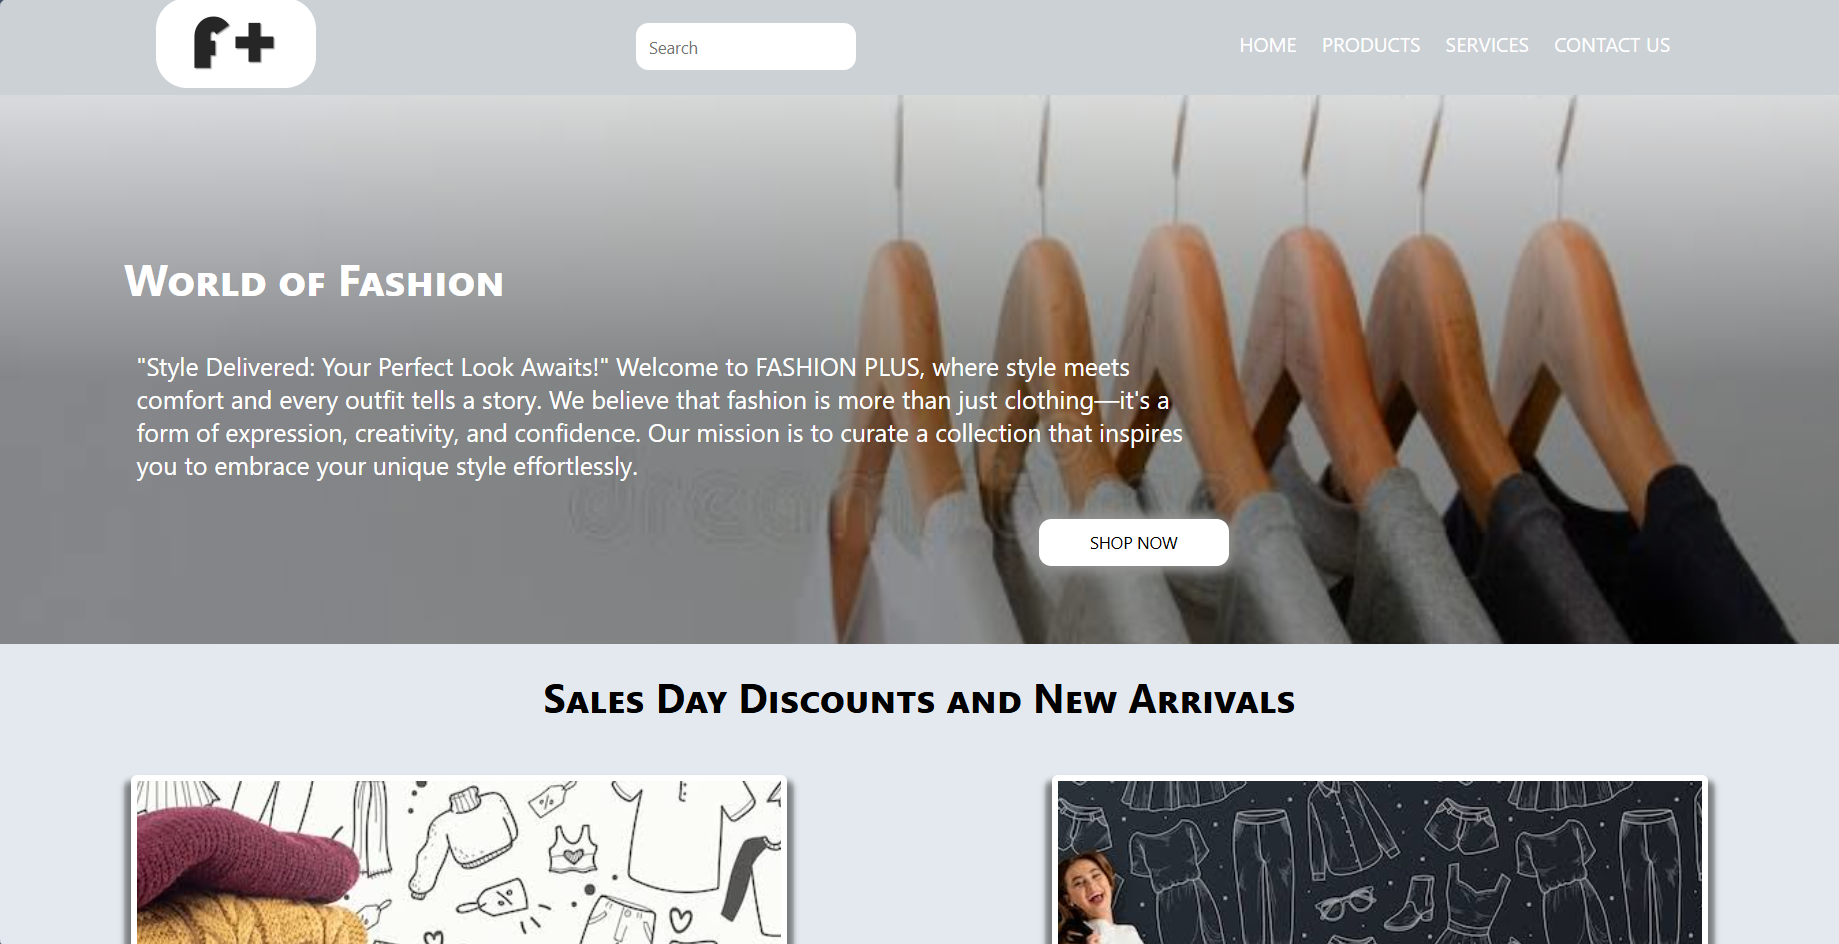 f+
Search
HOME PRODUCTS SERVICES CONTACT US
World of Fashion
"Style Delivered: Your Perfect Look Awaits!" Welcome to FASHION PLUS, where style meets
comfort and every outfit tells a story. We believe that fashion is more than just clothing—it's a
form of expression, creativity, and confidence. Our mission is to curate a collection that inspires
you to embrace your unique style effortlessly.
SHOP NOW
Sales Day Discounts and New Arrivals
%
%